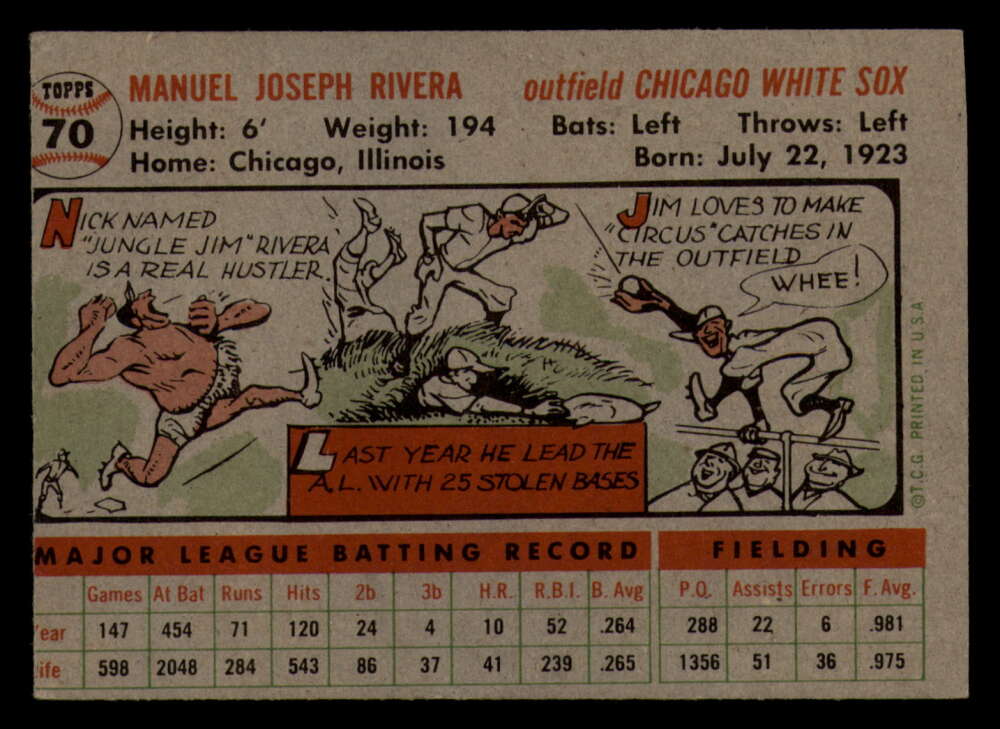 TOPPS
70
MANUEL JOSEPH RIVERA outfield CHICAGO WHITE SOX
Height: 6' Weight: 194 Bats: Left Throws: Left
Home: Chicago, Illinois Born: July 22, 1923
NICK NAMED
"JUNGLE JIM" RIVERA
IS A REAL HUSTLER.
LAST YEAR HE LEAD THE
A.L. WITH 25 STOLEN BASES
JIM LOVES TO MAKE
"CIRCUS" CATCHES IN
THE OUTFIELD
WHEE!
©T.C.G. PRINTED IN U.S.A.
MAJOR LEAGUE BATTING RECORD FIELDING
Games At Bat Runs Hits 2b 3b H.R. R.B.I. B. Avg P.O. Assists Errors F. Avg.
ear 147 454 71 120 24 4 10 52 .264 288 22 6 .981
ife 598 2048 284 543 86 37 41 239 .265 1356 51 36 .975